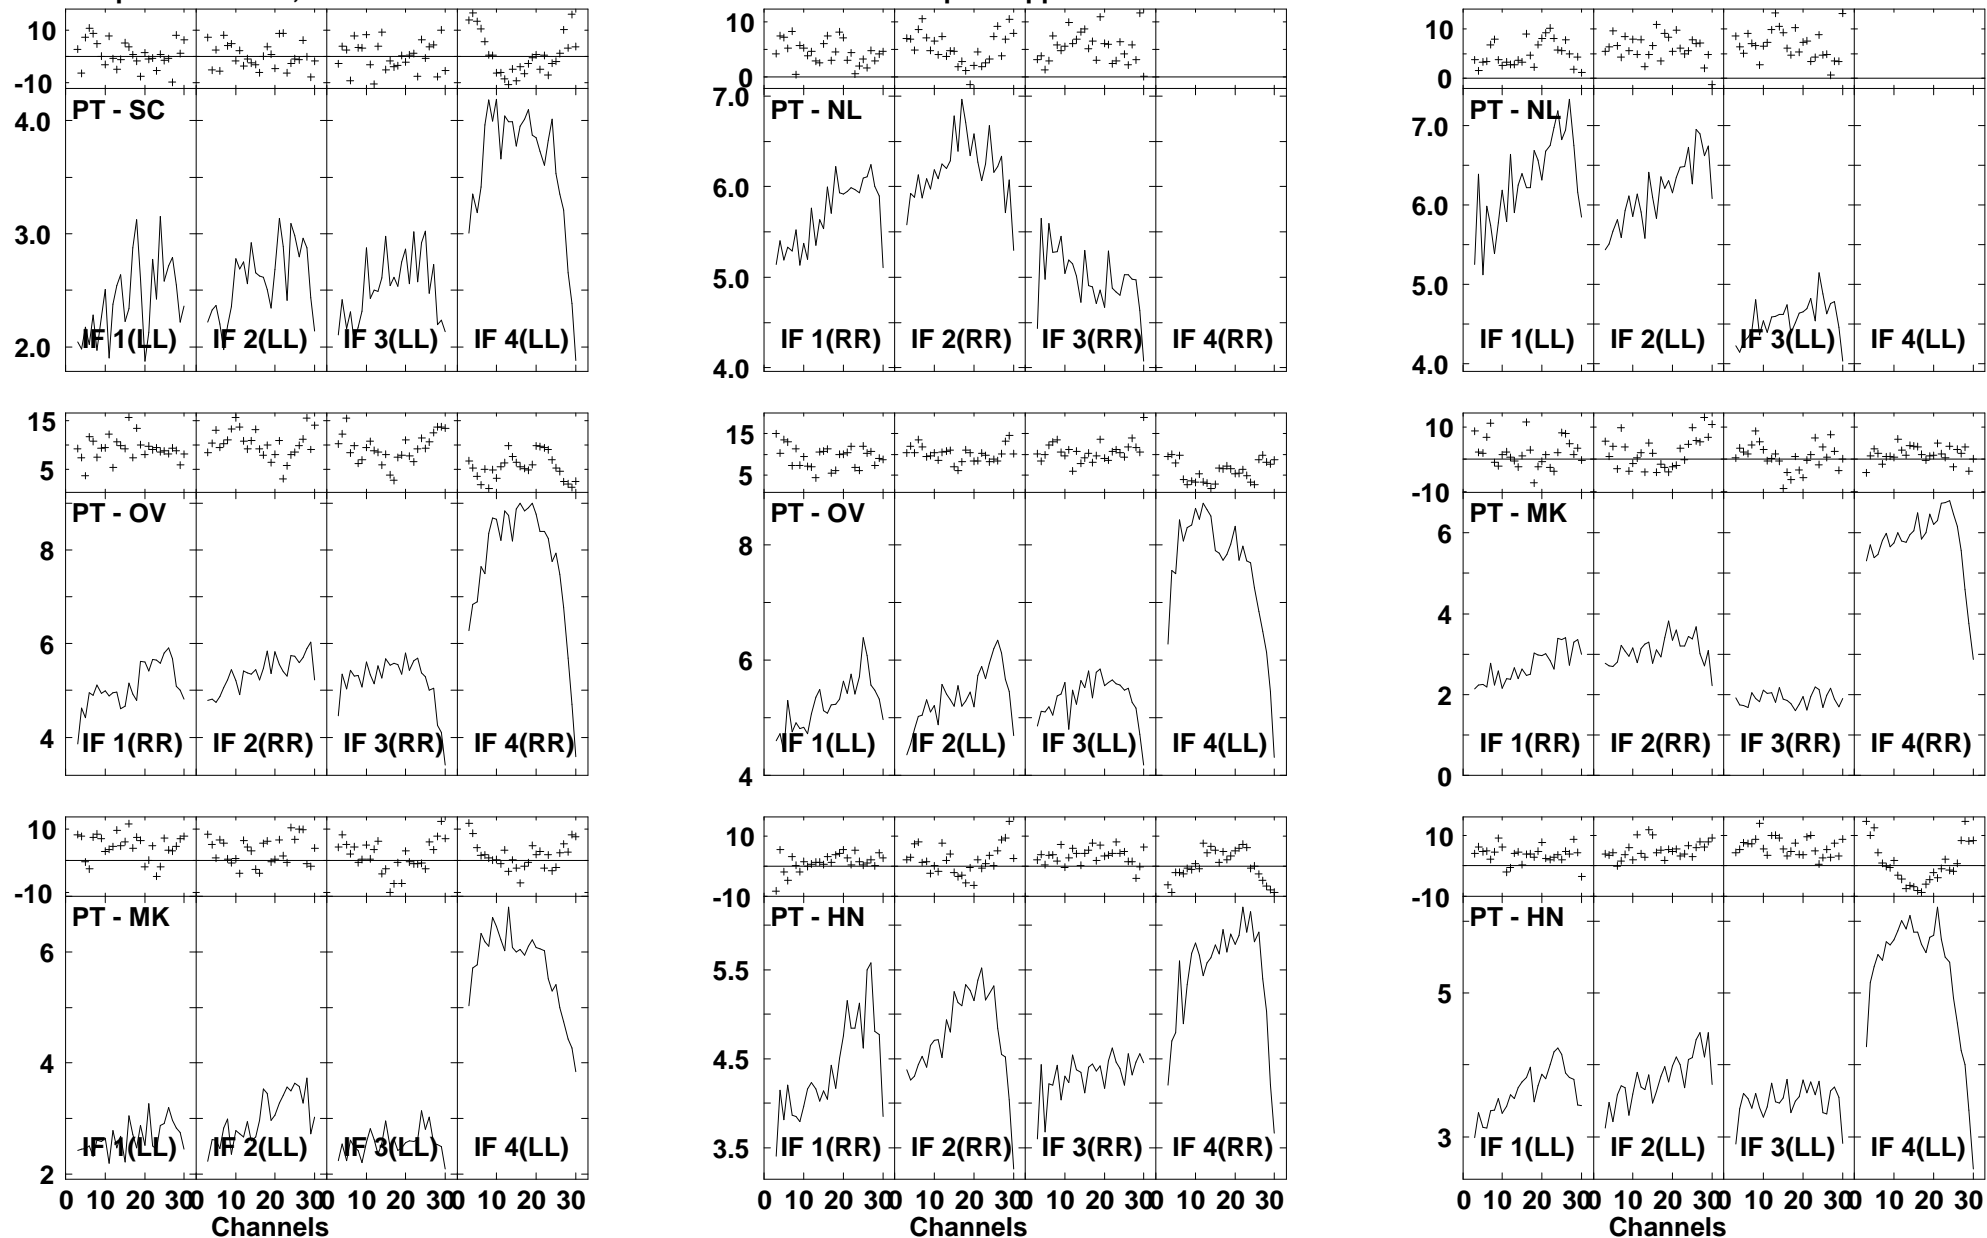 10
-10
PT - SC
4.0
3.0
2.0
IF 1(LL) IF 2(LL) IF 3(LL) IF 4(LL)
10
0
7.0
PT - NL
6.0
5.0
4.0
IF 1(RR) IF 2(RR) IF 3(RR) IF 4(RR)
10
0
PT - NL
7.0
6.0
5.0
4.0
IF 1(LL) IF 2(LL) IF 3(LL) IF 4(LL)
15
5
PT - OV
8
6
4
IF 1(RR) IF 2(RR) IF 3(RR) IF 4(RR)
15
5
PT - OV
8
6
4
IF 1(LL) IF 2(LL) IF 3(LL) IF 4(LL)
10
-10
PT - MK
6
4
2
0
IF 1(RR) IF 2(RR) IF 3(RR) IF 4(RR)
10
-10
PT - MK
6
4
2
IF 1(LL) IF 2(LL) IF 3(LL) IF 4(LL)
0 10 20 30 0 10 20 30 0 10 20 30 0 10 20 30
Channels
10
-10
PT - HN
5.5
4.5
3.5
IF 1(RR) IF 2(RR) IF 3(RR) IF 4(RR)
0 10 20 30 0 10 20 30 0 10 20 30 0 10 20 30
Channels
10
-10
PT - HN
5
3
IF 1(LL) IF 2(LL) IF 3(LL) IF 4(LL)
0 10 20 30 0 10 20 30 0 10 20 30 0 10 20 30
Channels